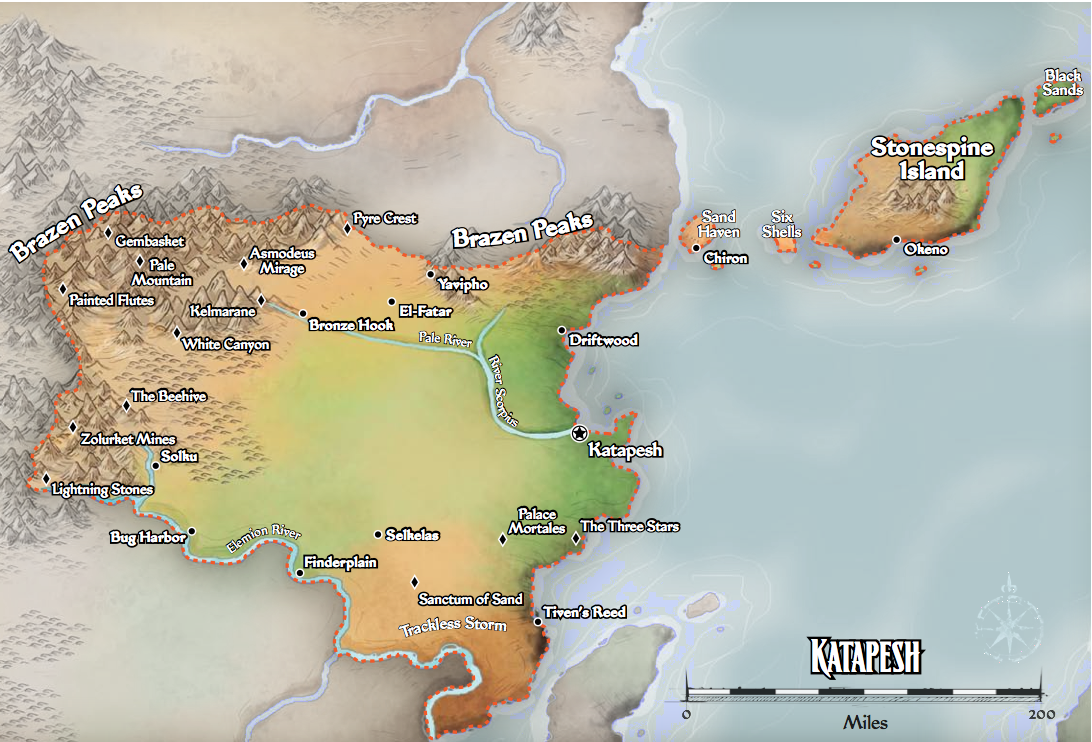 Black
Sands
Stonespine
Island
Brazen Peaks
Pyre Crest
Sand
Haven
Six
Shells
Brazen Peaks
Gembasket
Asmodeus
Mirage
Okeno
Chiron
Pale
Mountain
Yavipho
Painted Flutes
Kelmarane
El-Fatar
Bronze Hook
White Canyon
Pale River
Driftwood
River Scorpius
The Beehive
Zolurket Mines
Katapesh
Solku
Lightning Stones
Palace
Mortales
The Three Stars
Bug Harbor
Elemion River
Selkelas
Finderplain
Sanctum of Sand
Tiven's Reed
Trackless Storm
KATAPESH
0
200
Miles